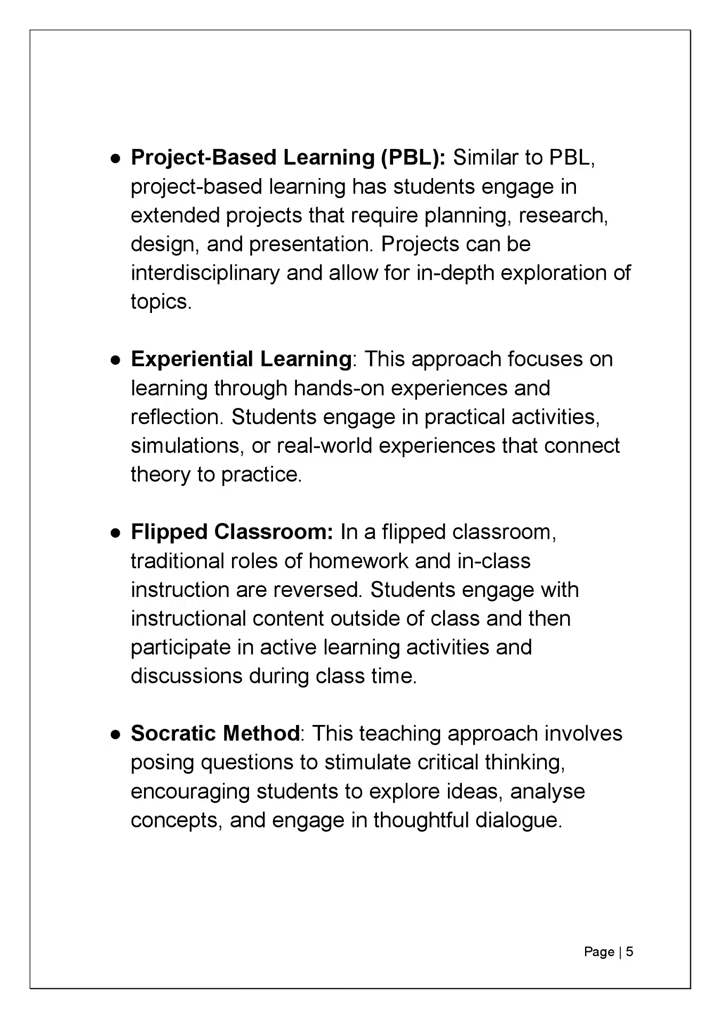 ● Project-Based Learning (PBL): Similar to PBL,
project-based learning has students engage in
extended projects that require planning, research,
design, and presentation. Projects can be
interdisciplinary and allow for in-depth exploration of
topics.
● Experiential Learning: This approach focuses on
learning through hands-on experiences and
reflection. Students engage in practical activities,
simulations, or real-world experiences that connect
theory to practice.
● Flipped Classroom: In a flipped classroom,
traditional roles of homework and in-class
instruction are reversed. Students engage with
instructional content outside of class and then
participate in active learning activities and
discussions during class time.
● Socratic Method: This teaching approach involves
posing questions to stimulate critical thinking,
encouraging students to explore ideas, analyse
concepts, and engage in thoughtful dialogue.
Page | 5